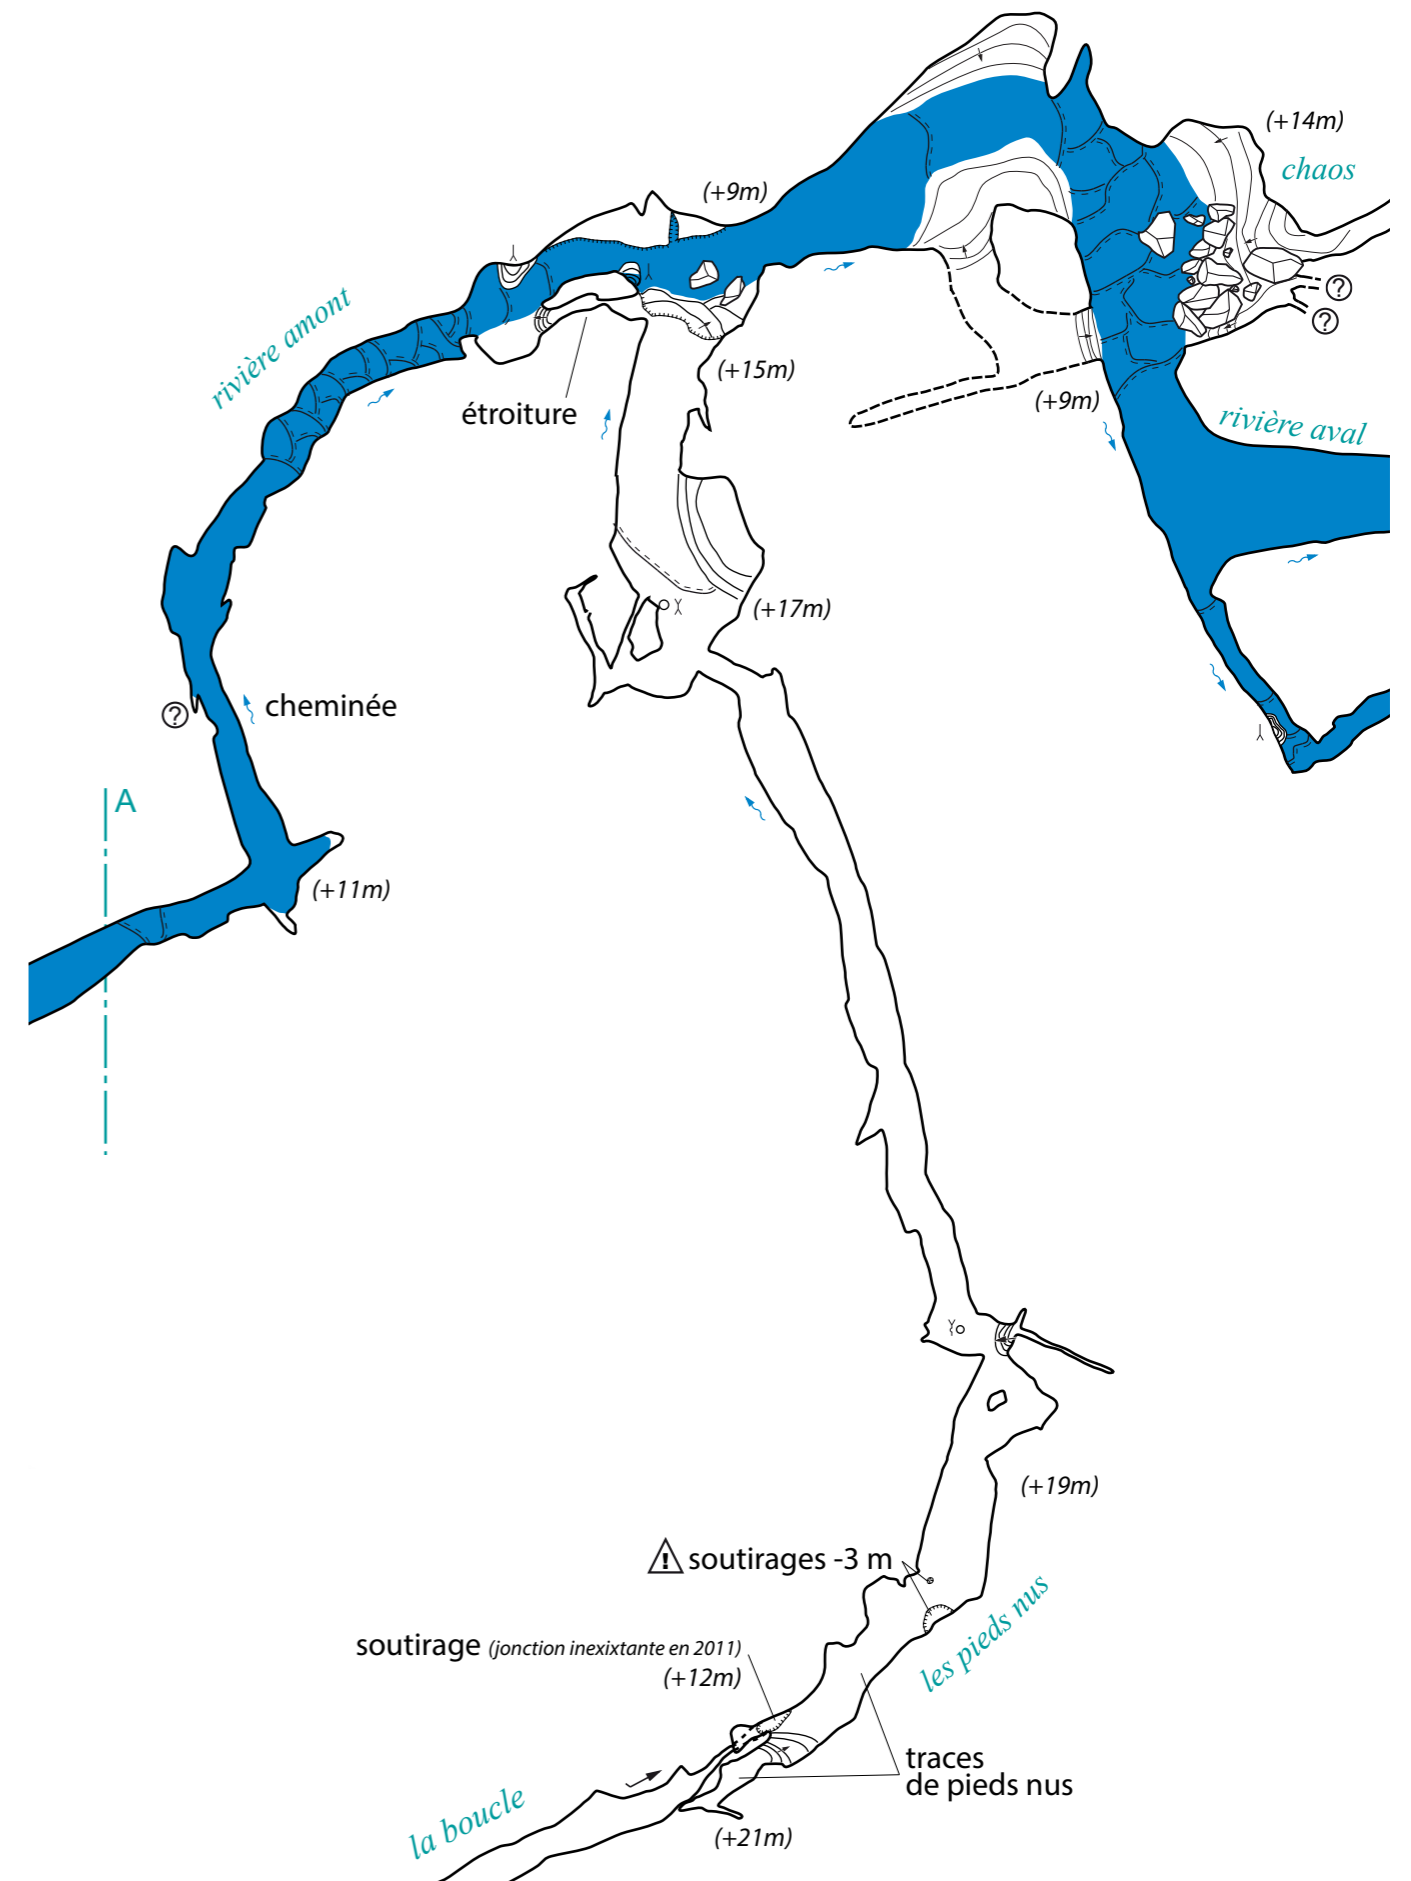 (+14m)
chaos
(+9m)
?
?
rivière amont
(+15m)
(+9m)
étroiture
rivière aval
(+17m)
cheminée
?
A
(+11m)
(+19m)
! soutirages -3 m
les pieds nus
soutirage (jonction inexixtante en 2011)
(+12m)
traces
de pieds nus
la boucle
(+21m)